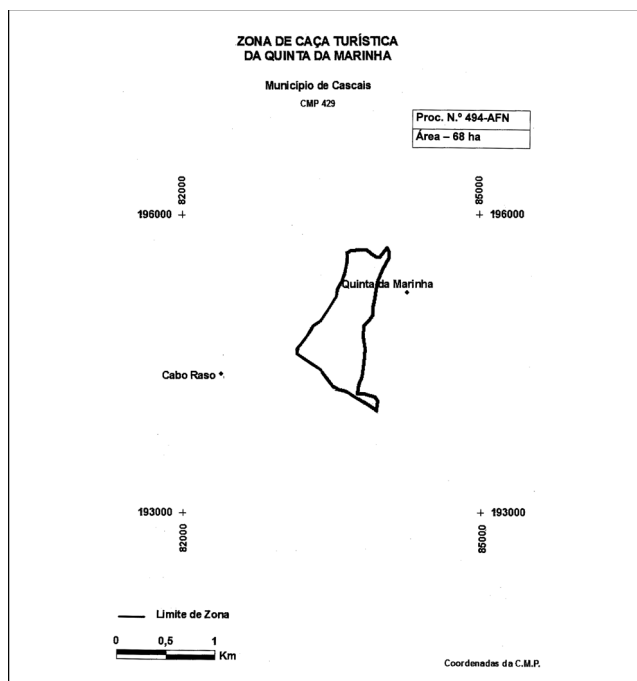 ZONA DE CAÇA TURÍSTICA
DA QUINTA DA MARINHA
Municipio de Cascais
CMP 429
Proc. N.º 494-AFN
Área – 68 ha
82000
85000
196000
196000
Quinta da Marinha
Cabo Raso
193000
193000
82000
85000
Limite de Zona
0 0,5 1
Km
Coordenadas da C.M.P.